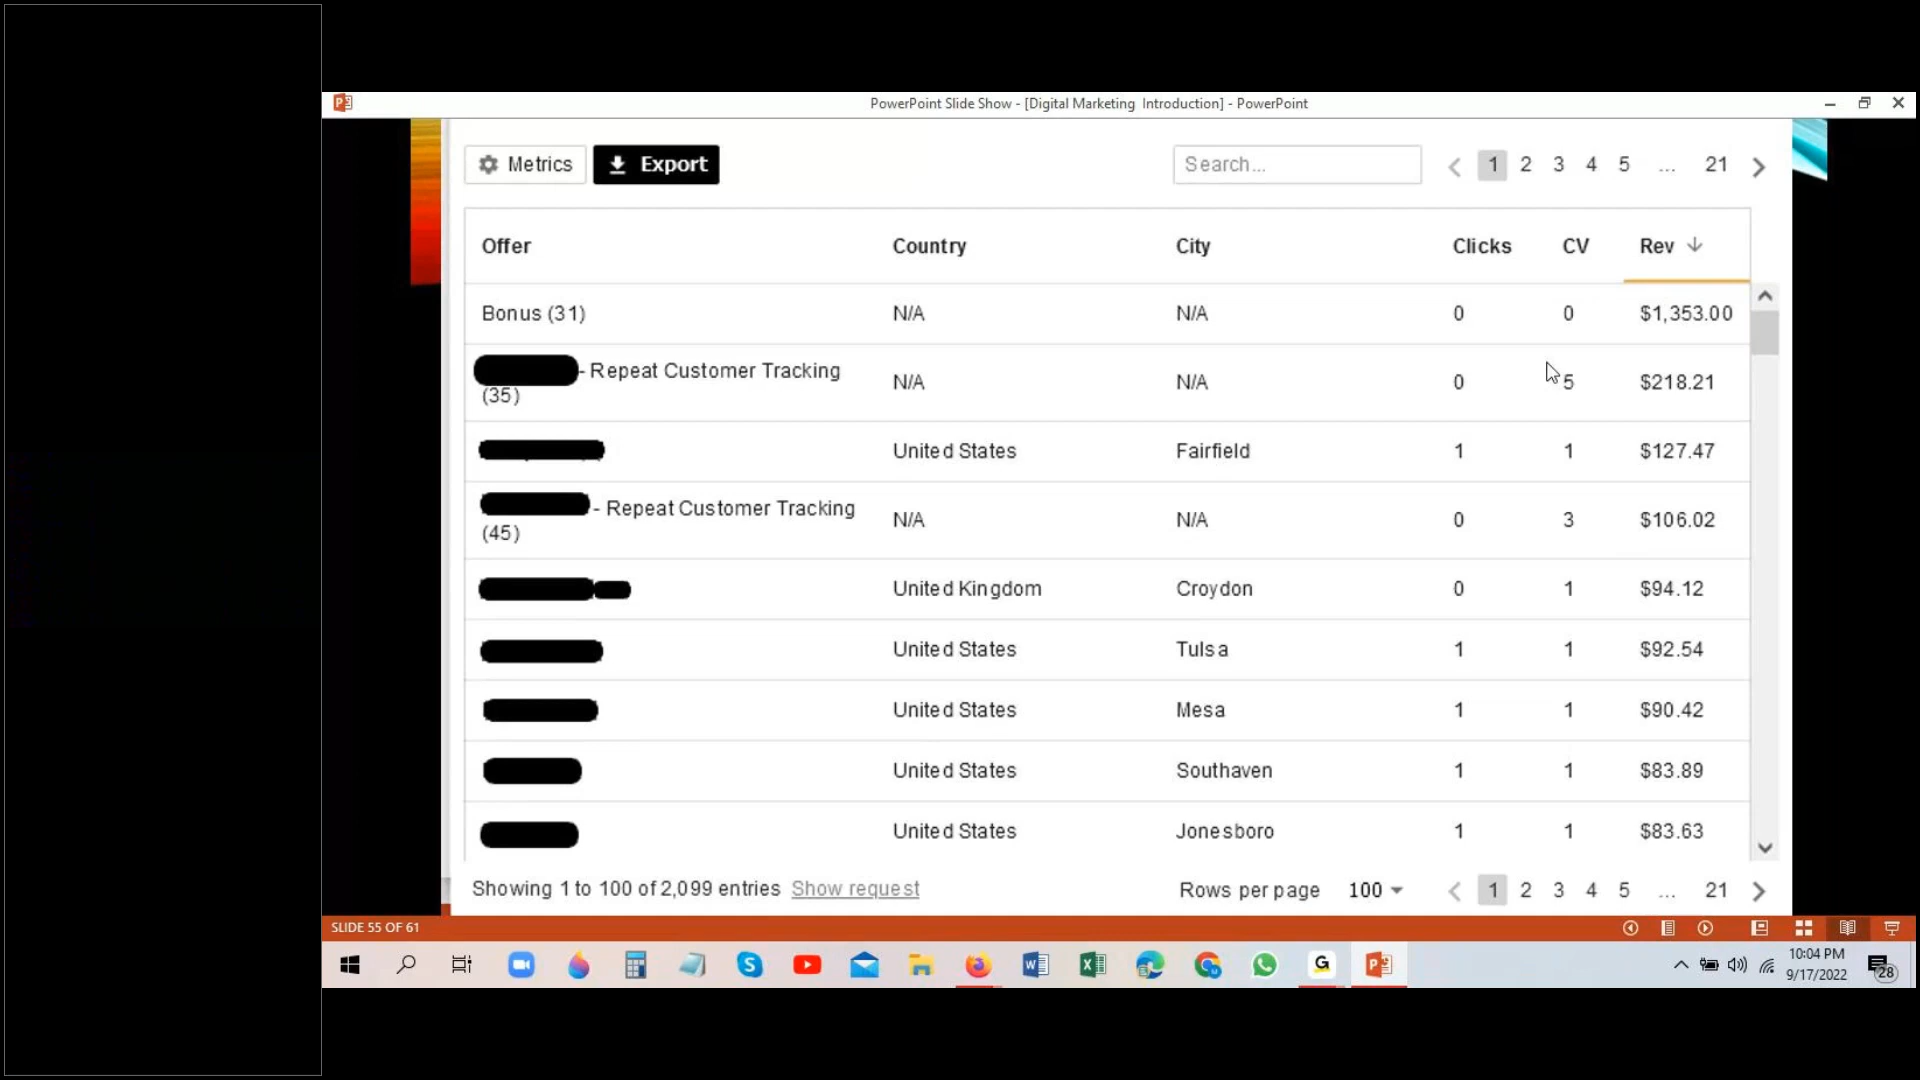 PowerPoint Slide Show - [Digital Marketing Introduction] - PowerPoint
Metrics Export Search... 1 2 3 4 5 ... 21
Offer Country City Clicks CV Rev
Bonus (31) N/A N/A 0 0 $1,353.00
- Repeat Customer Tracking
(35) N/A N/A 0 5 $218.21
United States Fairfield 1 1 $127.47
- Repeat Customer Tracking
(45) N/A N/A 0 3 $106.02
United Kingdom Croydon 0 1 $94.12
United States Tulsa 1 1 $92.54
United States Mesa 1 1 $90.42
United States Southaven 1 1 $83.89
United States Jonesboro 1 1 $83.63
Showing 1 to 100 of 2,099 entries Show request Rows per page 100 1 2 3 4 5 ... 21
SLIDE 55 OF 61
10:04 PM
9/17/2022
28